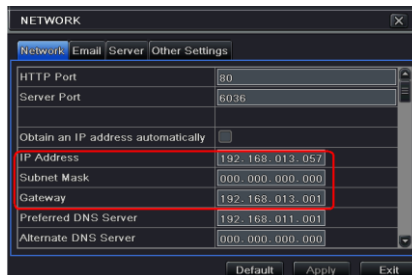 NETWORK
Network Email Server Other Settings
HTTP Port 80
Server Port 6036
Obtain an IP address automatically
IP Address 192.168.013.057
Subnet Mask 000.000.000.000
Gateway 192.168.013.001
Preferred DNS Server 192.168.011.001
Alternate DNS Server 000.000.000.000
Default Apply Exit